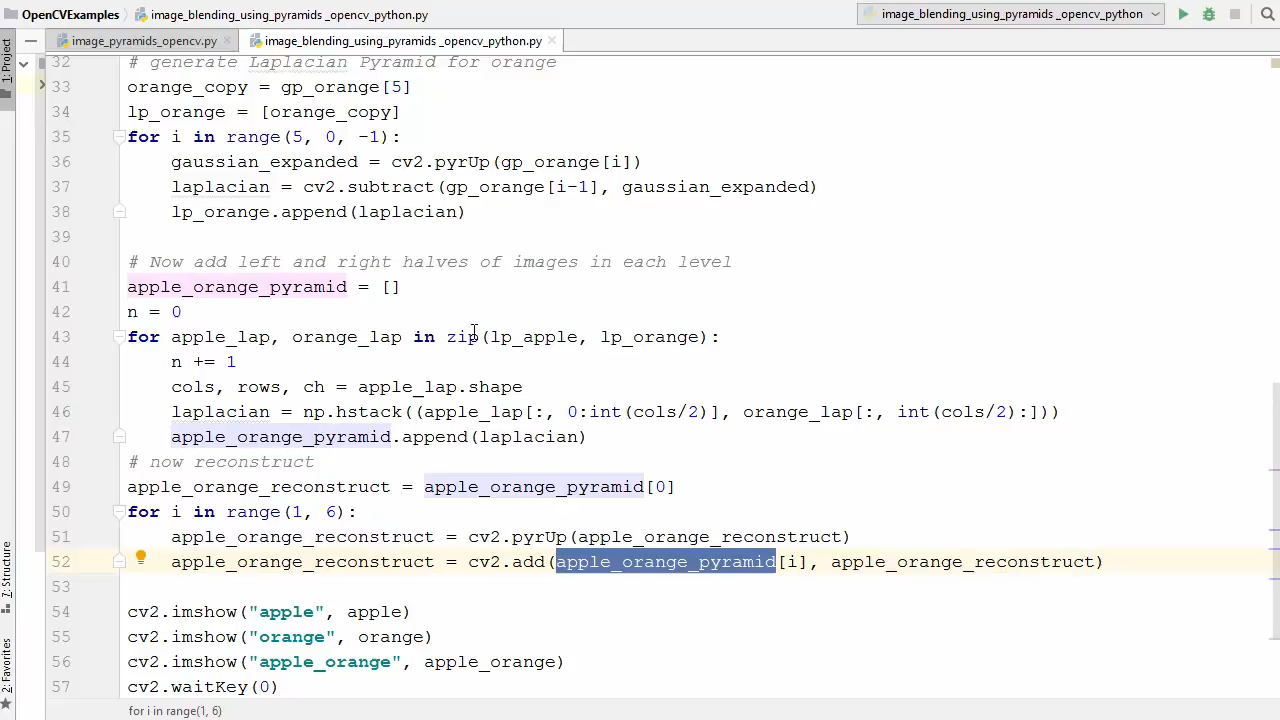 OpenCVExamples image_blending_using_pyramids _opencv_python.py image_blending_using_pyramids _opencv_python
image_pyramids_opencv.py image_blending_using_pyramids _opencv_python.py
1: Project
2: Structure
2: Favorites
32 # generate Laplacian Pyramid for orange
33 orange_copy = gp_orange[5]
34 lp_orange = [orange_copy]
35 for i in range(5, 0, -1):
36 gaussian_expanded = cv2.pyrUp(gp_orange[i])
37 laplacian = cv2.subtract(gp_orange[i-1], gaussian_expanded)
38 lp_orange.append(laplacian)
39
40 # Now add left and right halves of images in each level
41 apple_orange_pyramid = []
42 n = 0
43 for apple_lap, orange_lap in zip(lp_apple, lp_orange):
44 n += 1
45 cols, rows, ch = apple_lap.shape
46 laplacian = np.hstack((apple_lap[:, 0:int(cols/2)], orange_lap[:, int(cols/2):]))
47 apple_orange_pyramid.append(laplacian)
48 # now reconstruct
49 apple_orange_reconstruct = apple_orange_pyramid[0]
50 for i in range(1, 6):
51 apple_orange_reconstruct = cv2.pyrUp(apple_orange_reconstruct)
52 apple_orange_reconstruct = cv2.add(apple_orange_pyramid[i], apple_orange_reconstruct)
53
54 cv2.imshow("apple", apple)
55 cv2.imshow("orange", orange)
56 cv2.imshow("apple_orange", apple_orange)
57 cv2.waitKey(0)
for i in range(1, 6)